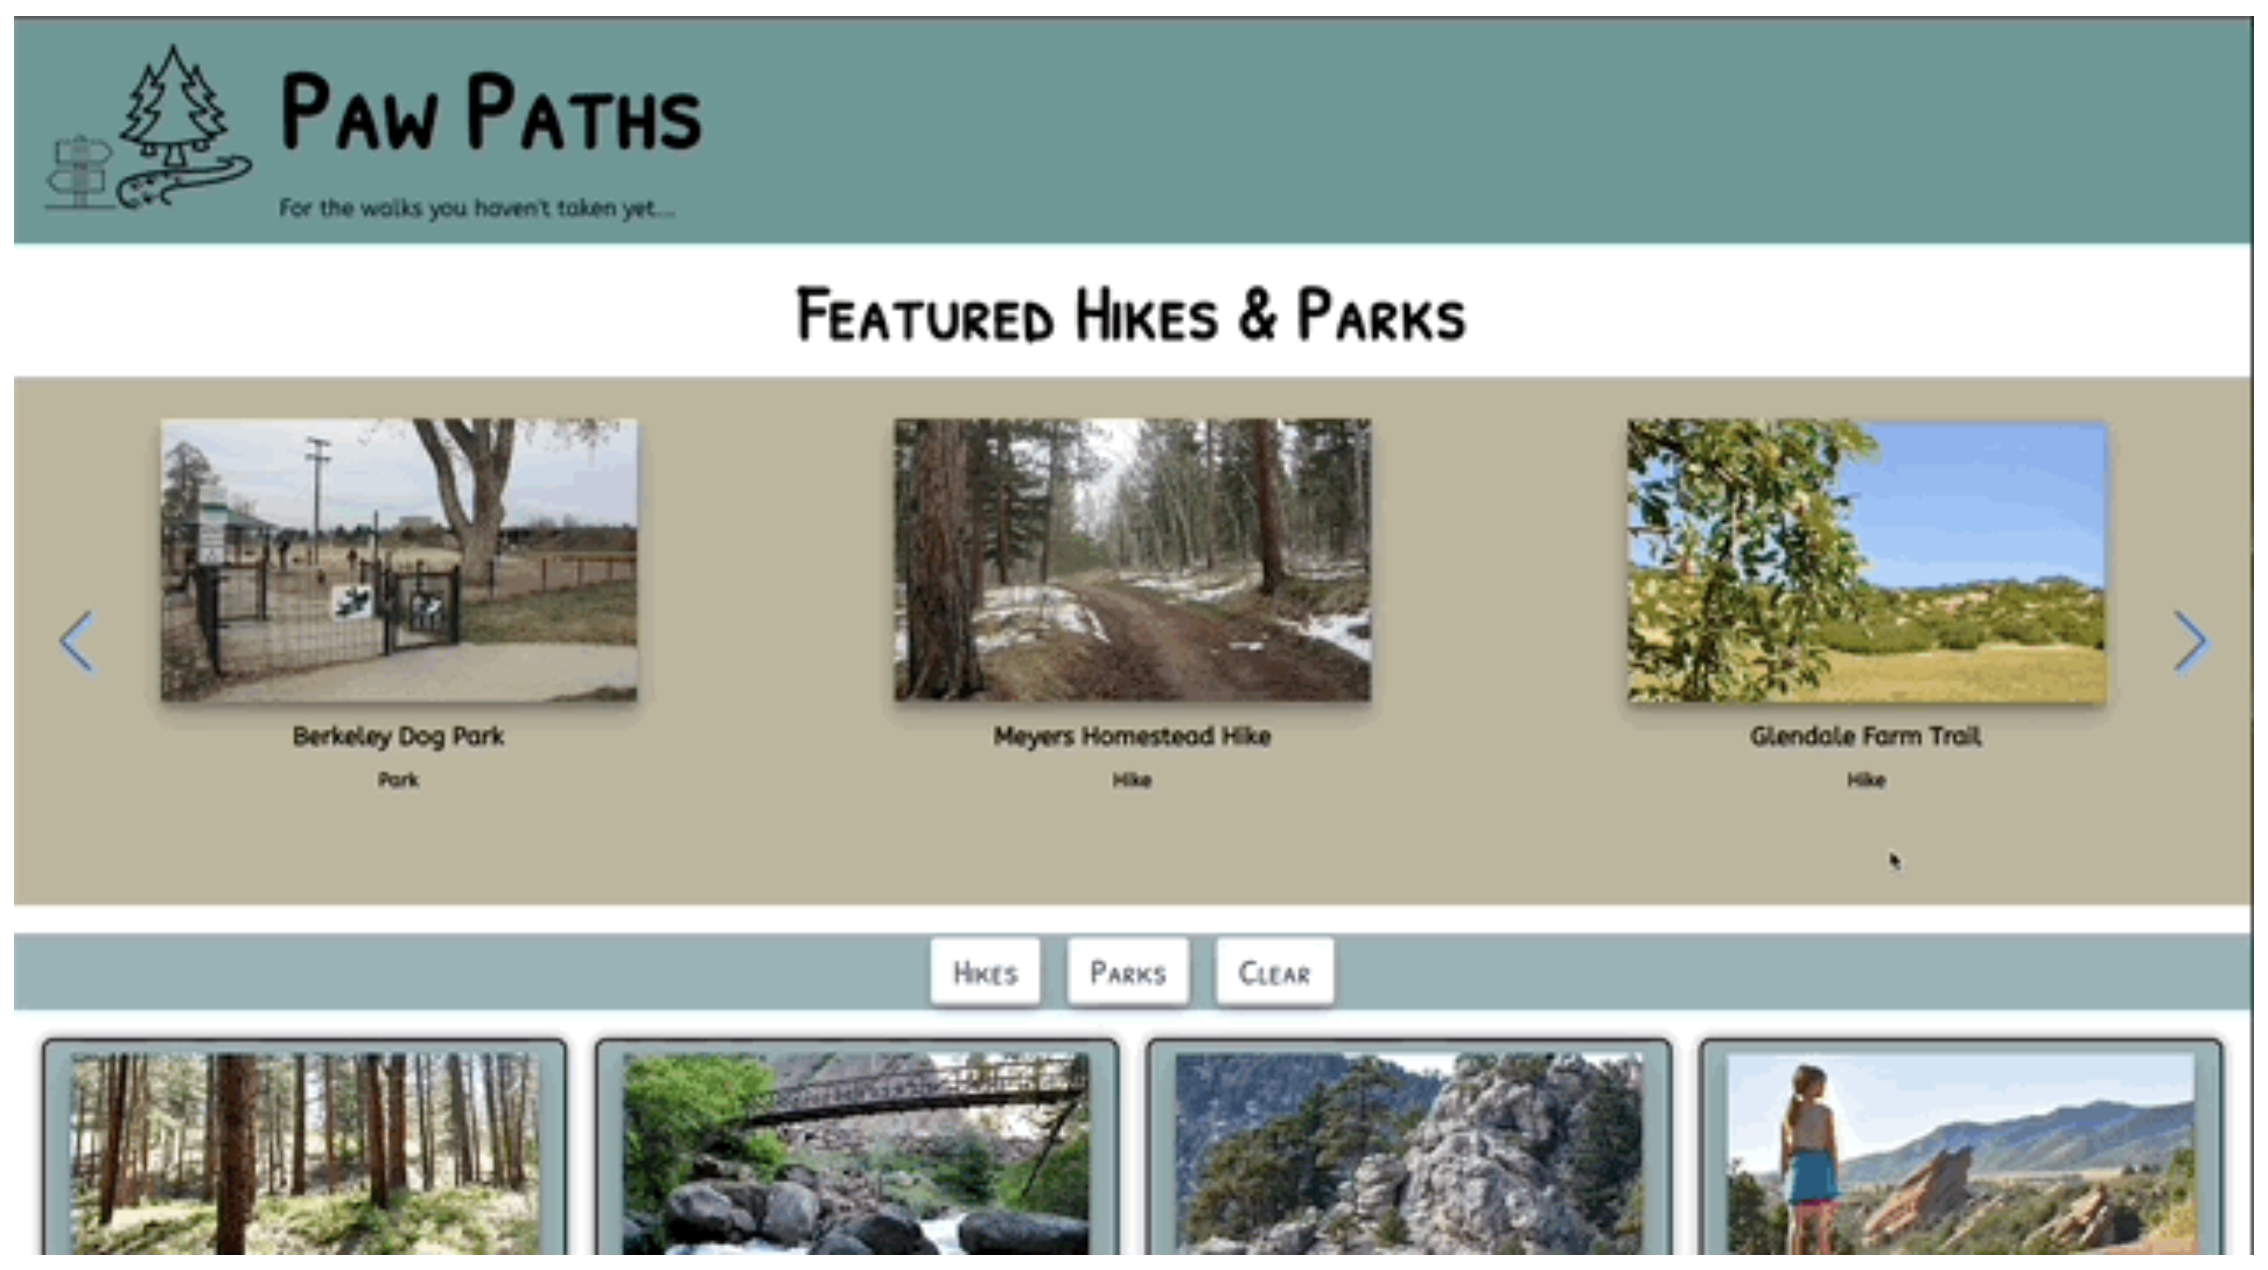 Paw Paths
For the walks you haven't taken yet...
Featured Hikes & Parks
Berkeley Dog Park
Park
Meyers Homestead Hike
Hike
Glendale Farm Trail
Hike
Hikes
Parks
Clear